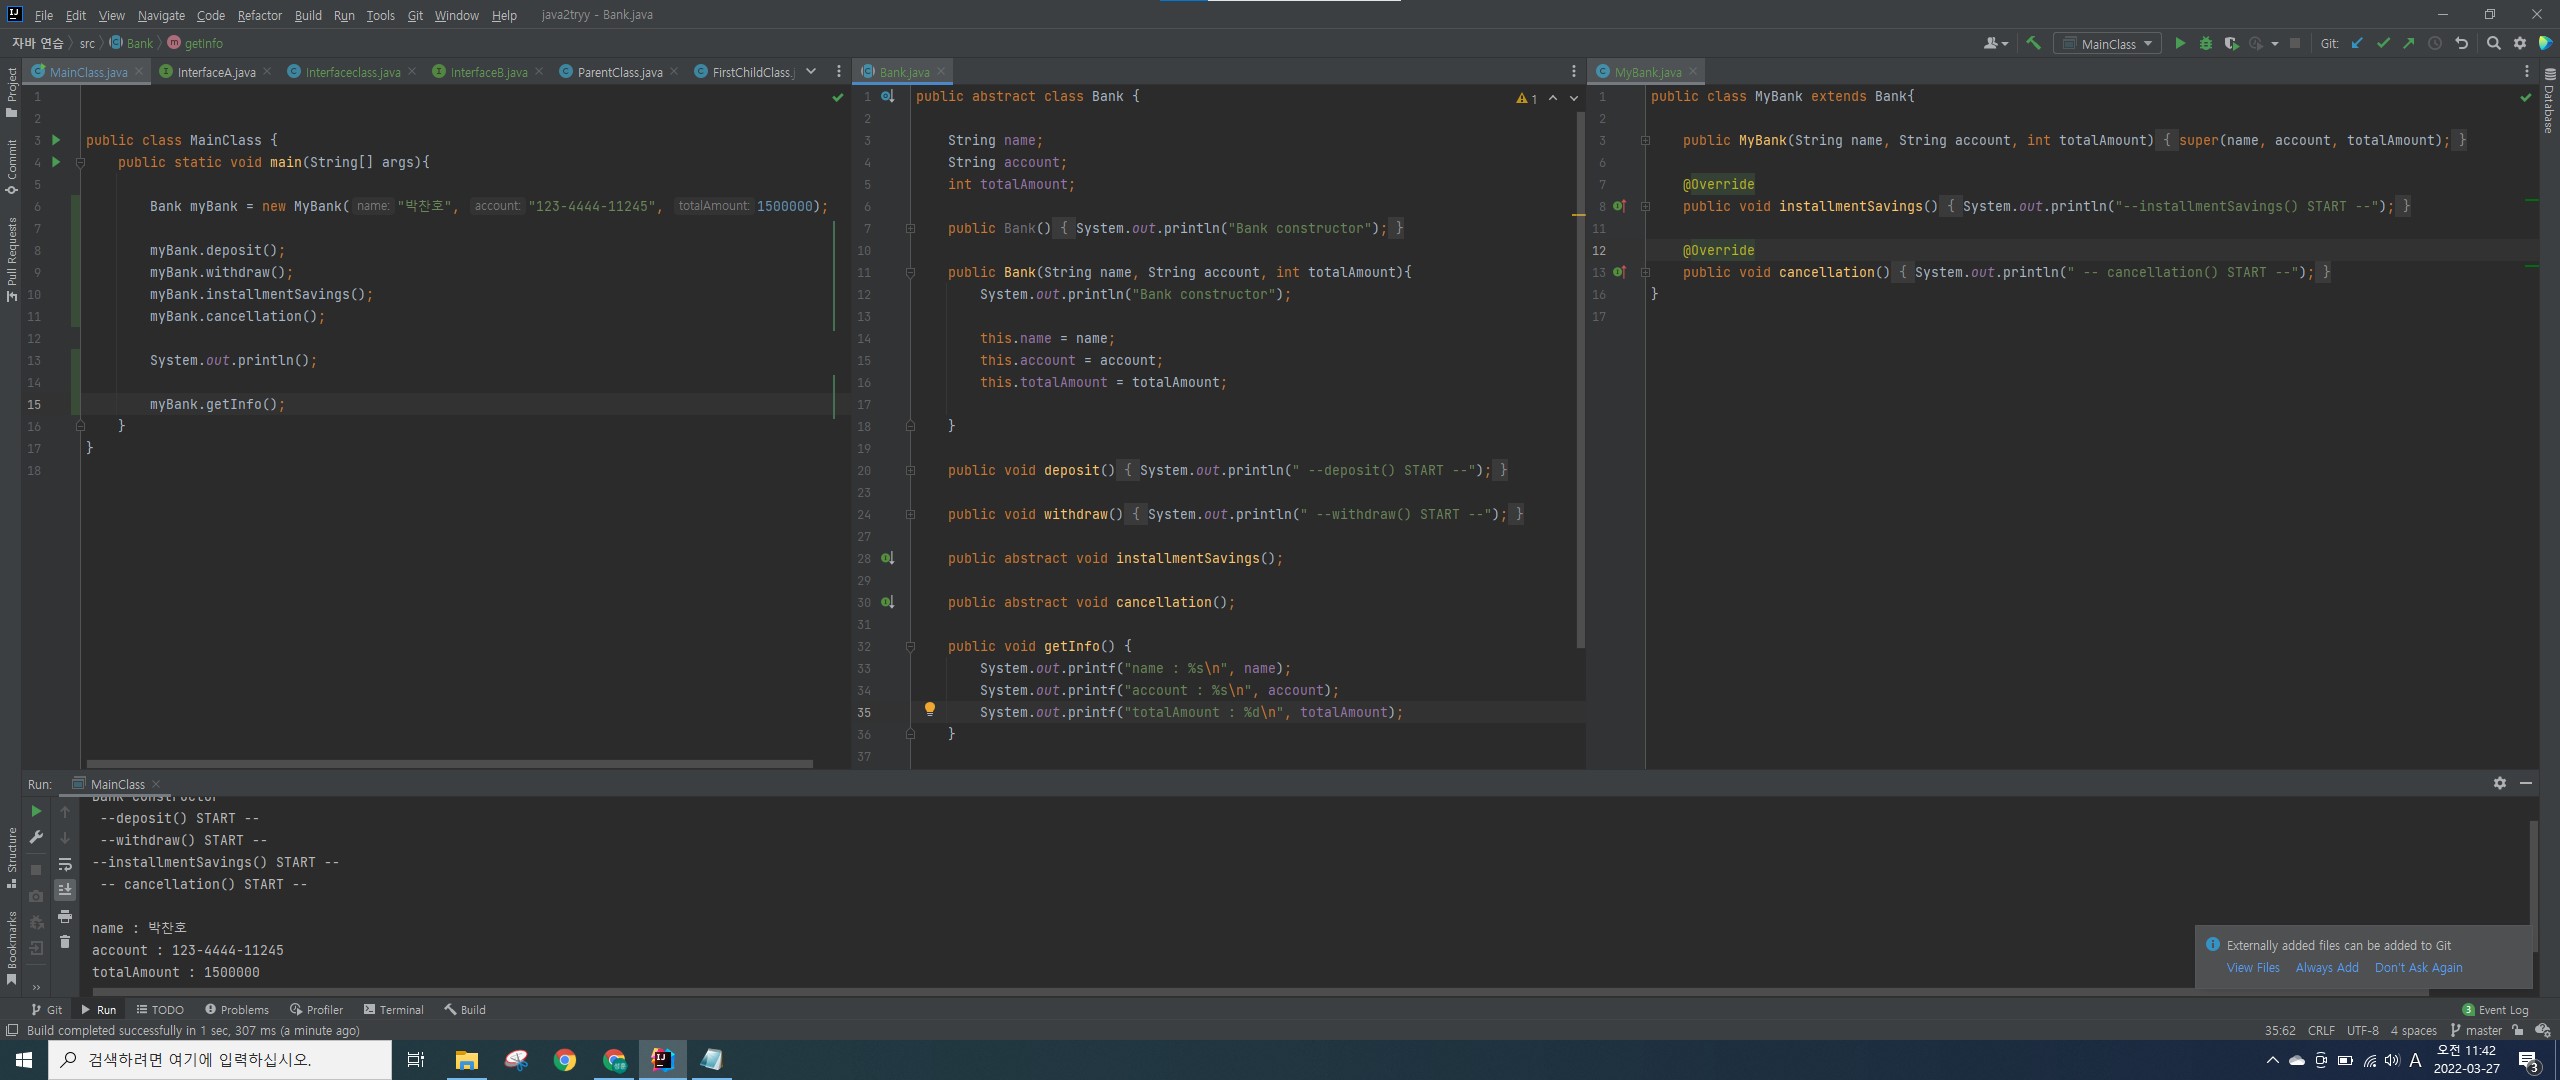 File Edit View Navigate Code Refactor Build Run Tools Git Window Help java2tryy - Bank.java
자바 연습 src Bank getInfo MainClass Git:
MainClass.java InterfaceA.java Interfaceclass.java InterfaceB.java ParentClass.java FirstChildClass.j
1
2
3 public class MainClass {
4 public static void main(String[] args){
5
6 Bank myBank = new MyBank( name: "박찬호", account: "123-4444-11245", totalAmount: 1500000);
7
8 myBank.deposit();
9 myBank.withdraw();
10 myBank.installmentSavings();
11 myBank.cancellation();
12
13 System.out.println();
14
15 myBank.getInfo();
16 }
17 }
18
Bank.java
1 public abstract class Bank { 1
2
3 String name;
4 String account;
5 int totalAmount;
6
7 public Bank() { System.out.println("Bank constructor"); }
10
11 public Bank(String name, String account, int totalAmount){
12 System.out.println("Bank constructor");
13
14 this.name = name;
15 this.account = account;
16 this.totalAmount = totalAmount;
17
18 }
19
20 public void deposit() { System.out.println(" --deposit() START --"); }
23
24 public void withdraw() { System.out.println(" --withdraw() START --"); }
27
28 public abstract void installmentSavings();
29
30 public abstract void cancellation();
31
32 public void getInfo() {
33 System.out.printf("name : %s\n", name);
34 System.out.printf("account : %s\n", account);
35 System.out.printf("totalAmount : %d\n", totalAmount);
36 }
37
MyBank.java
1 public class MyBank extends Bank{
2
3 public MyBank(String name, String account, int totalAmount) { super(name, account, totalAmount); }
6
7 @Override
8 public void installmentSavings() { System.out.println("--installmentSavings() START --"); }
11
12 @Override
13 public void cancellation() { System.out.println(" -- cancellation() START --"); }
16 }
17
Project
Commit
Pull Requests
Structure
Bookmarks
Database
Run: MainClass
Bank constructor
--deposit() START --
--withdraw() START --
--installmentSavings() START --
-- cancellation() START --
name : 박찬호
account : 123-4444-11245
totalAmount : 1500000
Externally added files can be added to Git
View Files Always Add Don't Ask Again
Git Run TODO Problems Profiler Terminal Build 3 Event Log
Build completed successfully in 1 sec, 307 ms (a minute ago) 35:62 CRLF UTF-8 4 spaces master
검색하려면 여기에 입력하십시오. A 오전 11:42
2022-03-27 3